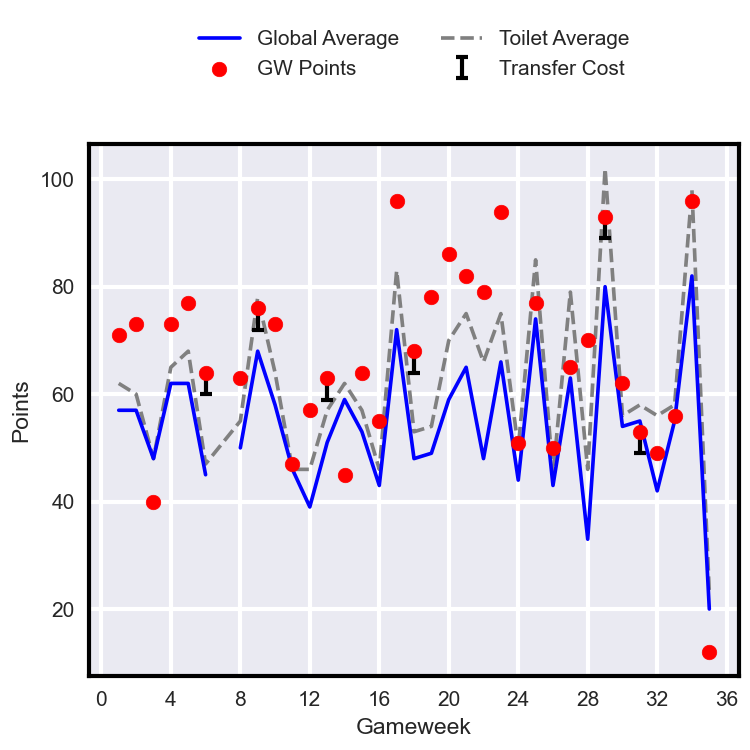 Global Average
Toilet Average
GW Points
Transfer Cost
100
80
60
40
20
Points
0 4 8 12 16 20 24 28 32 36
Gameweek